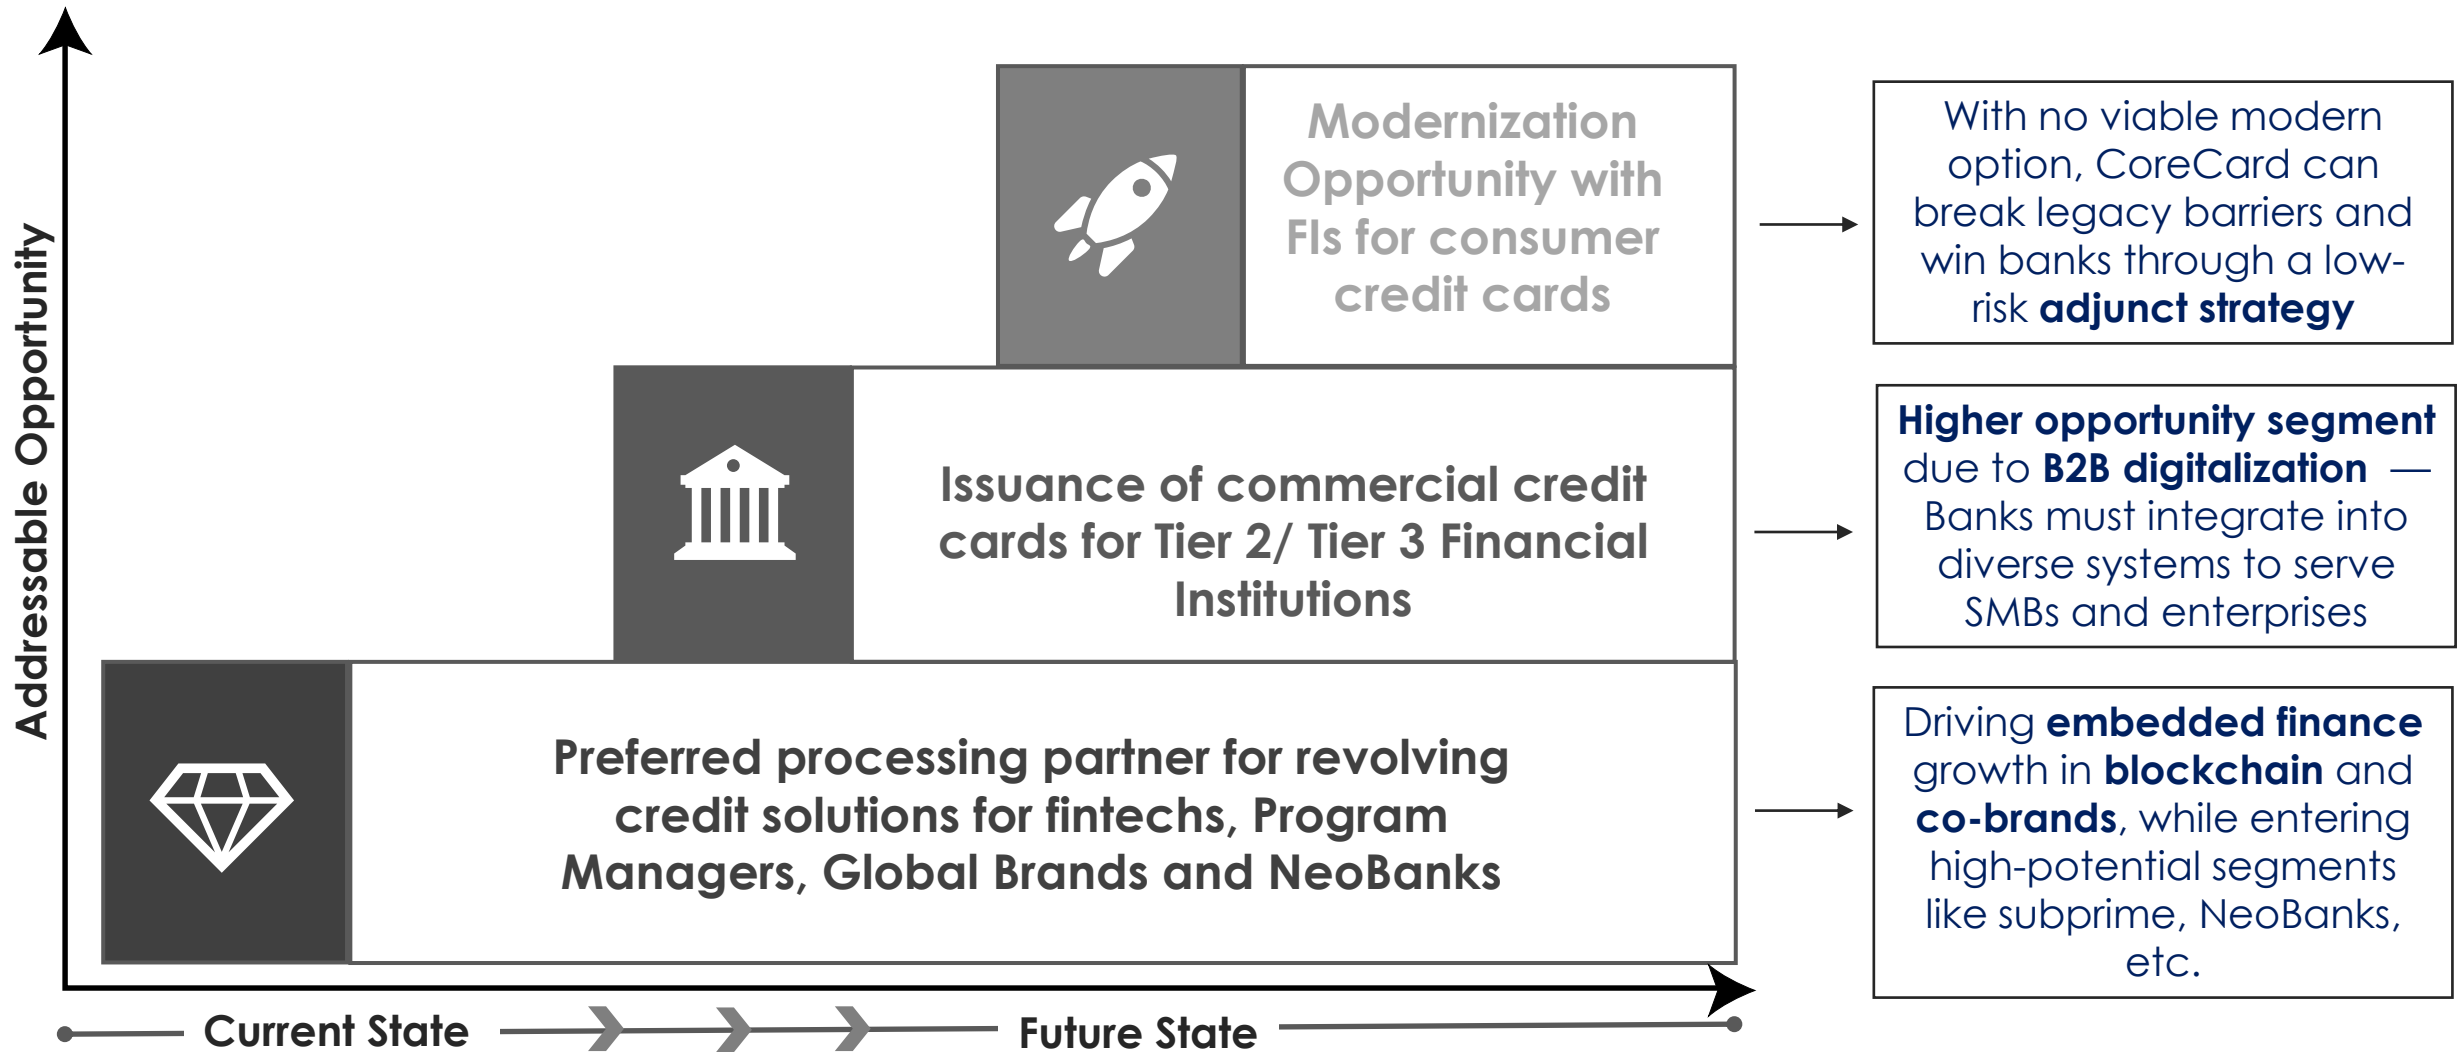 Addressable Opportunity
Modernization
Opportunity with
FIs for consumer
credit cards
With no viable modern
option, CoreCard can
break legacy barriers and
win banks through a low-
risk adjunct strategy
Issuance of commercial credit
cards for Tier 2/ Tier 3 Financial
Institutions
Higher opportunity segment
due to B2B digitalization —
Banks must integrate into
diverse systems to serve
SMBs and enterprises
Preferred processing partner for revolving
credit solutions for fintechs, Program
Managers, Global Brands and NeoBanks
Driving embedded finance
growth in blockchain and
co-brands, while entering
high-potential segments
like subprime, NeoBanks,
etc.
Current State
Future State